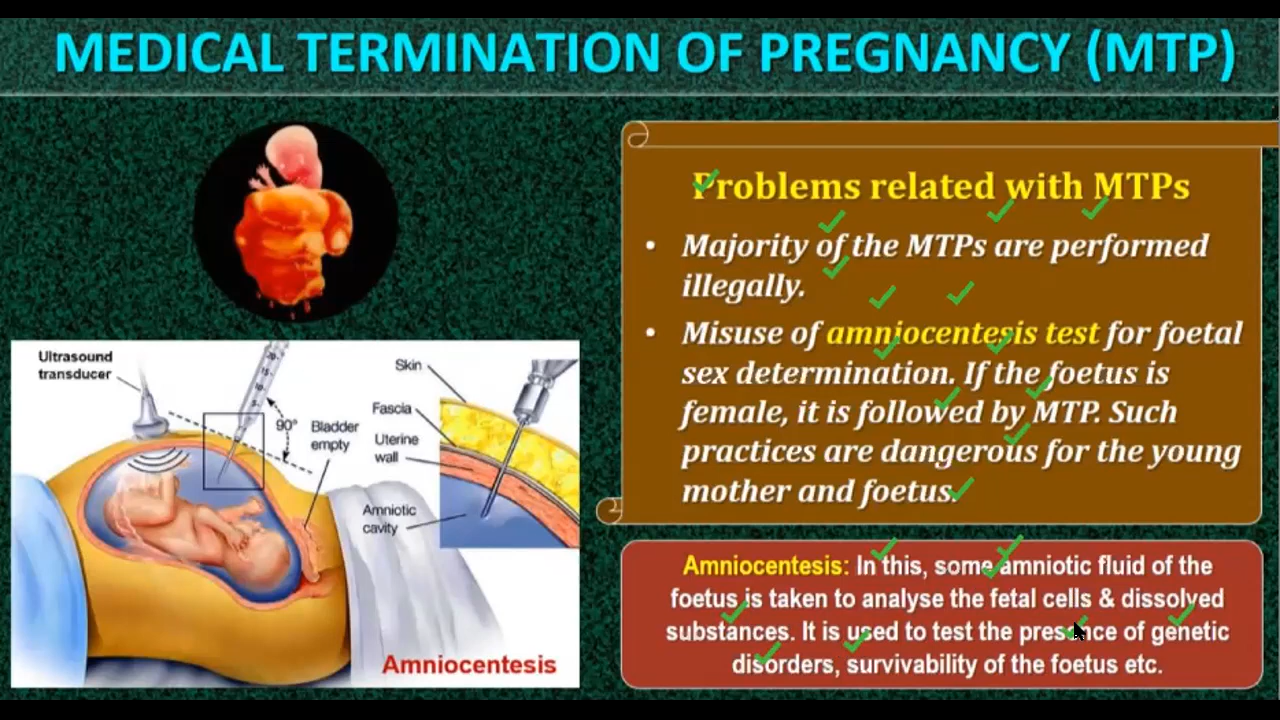 MEDICAL TERMINATION OF PREGNANCY (MTP)
Problems related with MTPs
• Majority of the MTPs are performed
illegally.
• Misuse of amniocentesis test for foetal
sex determination. If the foetus is
female, it is followed by MTP. Such
practices are dangerous for the young
mother and foetus.
Ultrasound
transducer
90°
Bladder
empty
Skin
Fascia
Uterine
wall
Amniotic
cavity
Amniocentesis
Amniocentesis: In this, some amniotic fluid of the
foetus is taken to analyse the fetal cells & dissolved
substances. It is used to test the presence of genetic
disorders, survivability of the foetus etc.